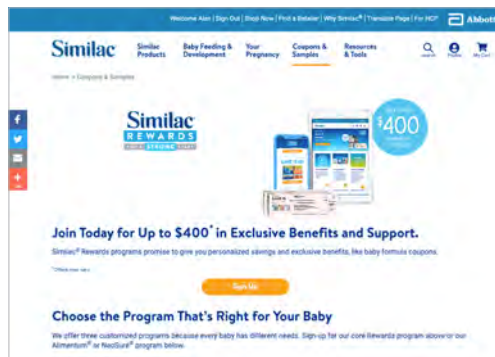 Welcome Alan | Sign Out | Shop Now | Find a Retailer | Why Similac® | Translate Page | For HCP
Abbott
Similac
Similac Products
Baby Feeding & Development
Your Pregnancy
Coupons & Samples
Resources & Tools
Search
Profile
My Cart
Home > Coupons & Samples
Similac
REWARDS
$400
Join Today for Up to $400* in Exclusive Benefits and Support.
Similac® Rewards programs promise to give you personalized savings and exclusive benefits, like baby formula coupons.
*Offers may vary.
Sign Up
Choose the Program That's Right for Your Baby
We offer three customized programs because every baby has different needs. Sign-up for our core Rewards program above or our
Alimentum® or NeoSure® program below.